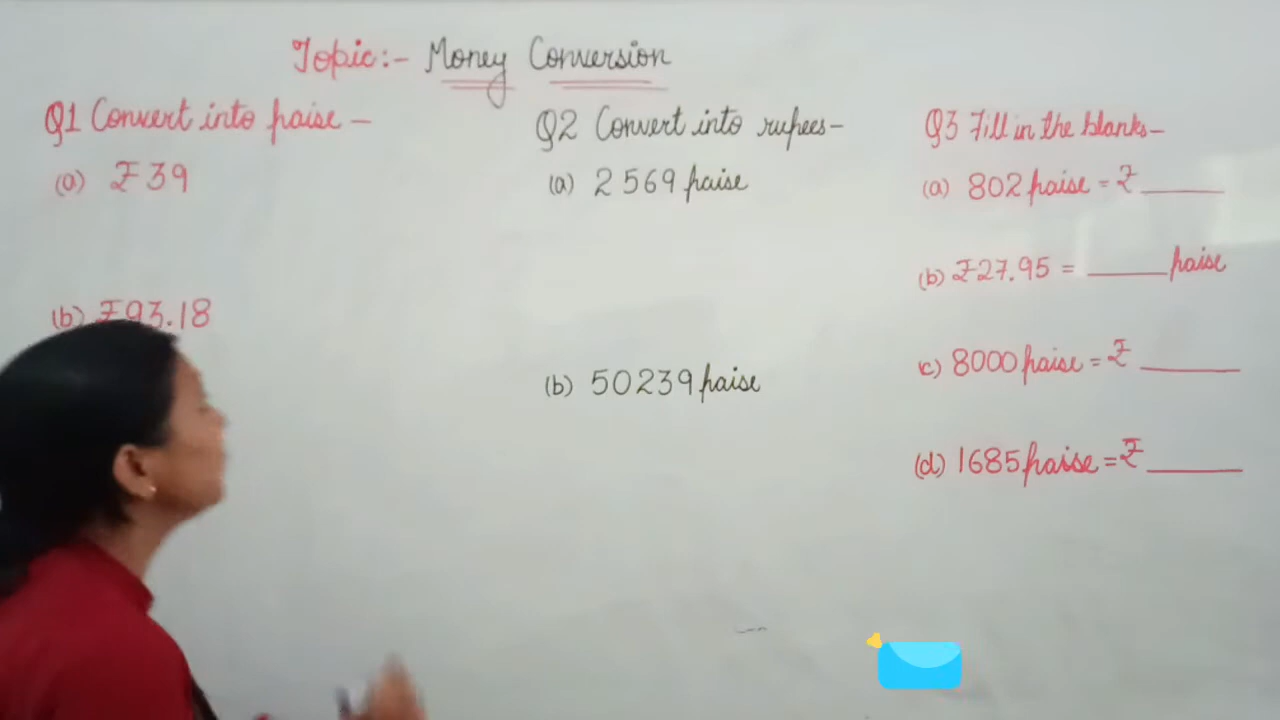 Topic:- Money Conversion
Q1 Convert into paise -
(a) ₹39
(b) ₹93.18
Q2 Convert into rupees-
(a) 2569 paise
(b) 50239 paise
Q3 Fill in the blanks-
(a) 802 paise = ₹ ______
(b) ₹27.95 = ______ paise
(c) 8000 paise = ₹ ______
(d) 1685 paise = ₹ ______